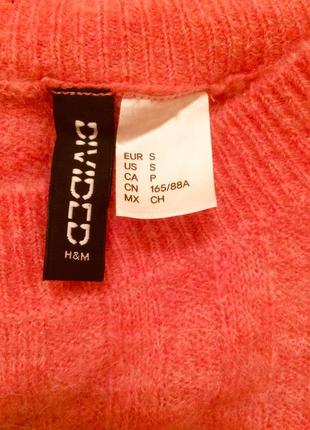 DIVIDED
H&M
EUR S
US S
CA P
CN 165/88A
MX CH